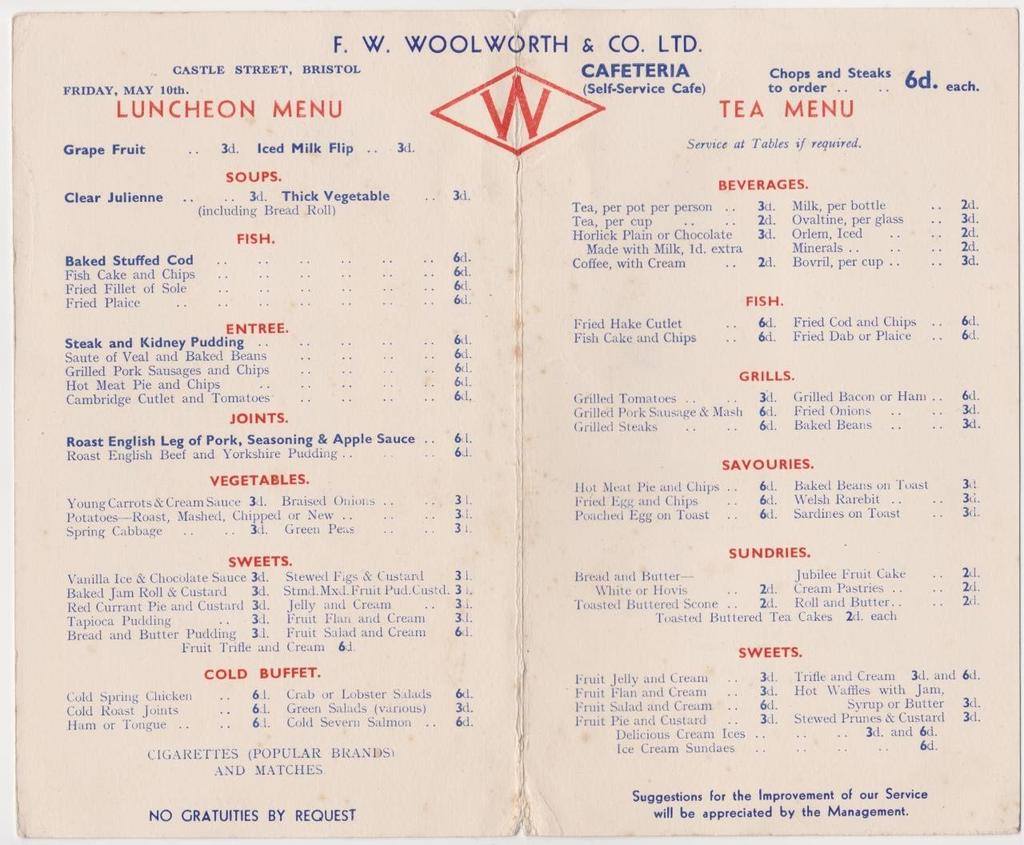 F. W. WOOLWORTH & CO. LTD.
CASTLE STREET, BRISTOL
FRIDAY, MAY 10th.
LUNCHEON MENU
Grape Fruit .. 3d. Iced Milk Flip .. 3d.
SOUPS.
Clear Julienne .. .. 3d. Thick Vegetable .. 3d.
(including Bread Roll)
FISH.
Baked Stuffed Cod .. .. .. .. .. .. 6d.
Fish Cake and Chips .. .. .. .. .. .. 6d.
Fried Fillet of Sole .. .. .. .. .. .. 6d.
Fried Plaice .. .. .. .. .. .. .. 6d.
ENTREE.
Steak and Kidney Pudding .. .. .. .. .. 6d.
Saute of Veal and Baked Beans .. .. .. .. 6d.
Grilled Pork Sausages and Chips .. .. .. .. 6d.
Hot Meat Pie and Chips .. .. .. .. .. 6d.
Cambridge Cutlet and Tomatoes .. .. .. .. 6d.
JOINTS.
Roast English Leg of Pork, Seasoning & Apple Sauce .. 6d.
Roast English Beef and Yorkshire Pudding .. .. .. 6d.
VEGETABLES.
Young Carrots & Cream Sauce 3d. Braised Onions .. .. 3d.
Potatoes—Roast, Mashed, Chipped or New .. .. .. 3d.
Spring Cabbage .. .. 3d. Green Peas .. .. 3d.
SWEETS.
Vanilla Ice & Chocolate Sauce 3d. Stewed Figs & Custard 3d.
Baked Jam Roll & Custard 3d. Stmd.Mxd.Fruit Pud.Custd. 3d.
Red Currant Pie and Custard 3d. Jelly and Cream .. 3d.
Tapioca Pudding .. 3d. Fruit Flan and Cream 3d.
Bread and Butter Pudding 3d. Fruit Salad and Cream 6d.
Fruit Trifle and Cream 6d.
COLD BUFFET.
Cold Spring Chicken .. 6d. Crab or Lobster Salads 6d.
Cold Roast Joints .. 6d. Green Salads (various) 3d.
Ham or Tongue .. .. 6d. Cold Severn Salmon .. 6d.
CIGARETTES (POPULAR BRANDS)
AND MATCHES
NO GRATUITIES BY REQUEST
W
CAFETERIA
(Self-Service Cafe)
Chops and Steaks
to order .. .. 6d. each.
TEA MENU
Service at Tables if required.
BEVERAGES.
Tea, per pot per person .. 3d. Milk, per bottle .. 2d.
Tea, per cup .. .. 2d. Ovaltine, per glass .. 3d.
Horlick Plain or Chocolate 3d. Orlem, Iced .. .. 2d.
Made with Milk, 1d. extra Minerals .. .. .. 2d.
Coffee, with Cream .. 2d. Bovril, per cup .. .. 3d.
FISH.
Fried Hake Cutlet .. 6d. Fried Cod and Chips .. 6d.
Fish Cake and Chips .. 6d. Fried Dab or Plaice .. 6d.
GRILLS.
Grilled Tomatoes .. .. 3d. Grilled Bacon or Ham .. 6d.
Grilled Pork Sausage & Mash 6d. Fried Onions .. .. 3d.
Grilled Steaks .. .. 6d. Baked Beans .. .. 3d.
SAVOURIES.
Hot Meat Pie and Chips .. 6d. Baked Beans on Toast 3d.
Fried Egg and Chips .. 6d. Welsh Rarebit .. .. 3d.
Poached Egg on Toast .. 6d. Sardines on Toast .. 3d.
SUNDRIES.
Bread and Butter— Jubilee Fruit Cake .. 2d.
White or Hovis .. 2d. Cream Pastries .. .. 2d.
Toasted Buttered Scone .. 2d. Roll and Butter .. .. 2d.
Toasted Buttered Tea Cakes 2d. each
SWEETS.
Fruit Jelly and Cream .. 3d. Trifle and Cream 3d. and 6d.
Fruit Flan and Cream .. 3d. Hot Waffles with Jam,
Fruit Salad and Cream .. 6d. Syrup or Butter 3d.
Fruit Pie and Custard .. 3d. Stewed Prunes & Custard 3d.
Delicious Cream Ices .. .. .. 3d. and 6d.
Ice Cream Sundaes .. .. .. .. 6d.
Suggestions for the Improvement of our Service
will be appreciated by the Management.